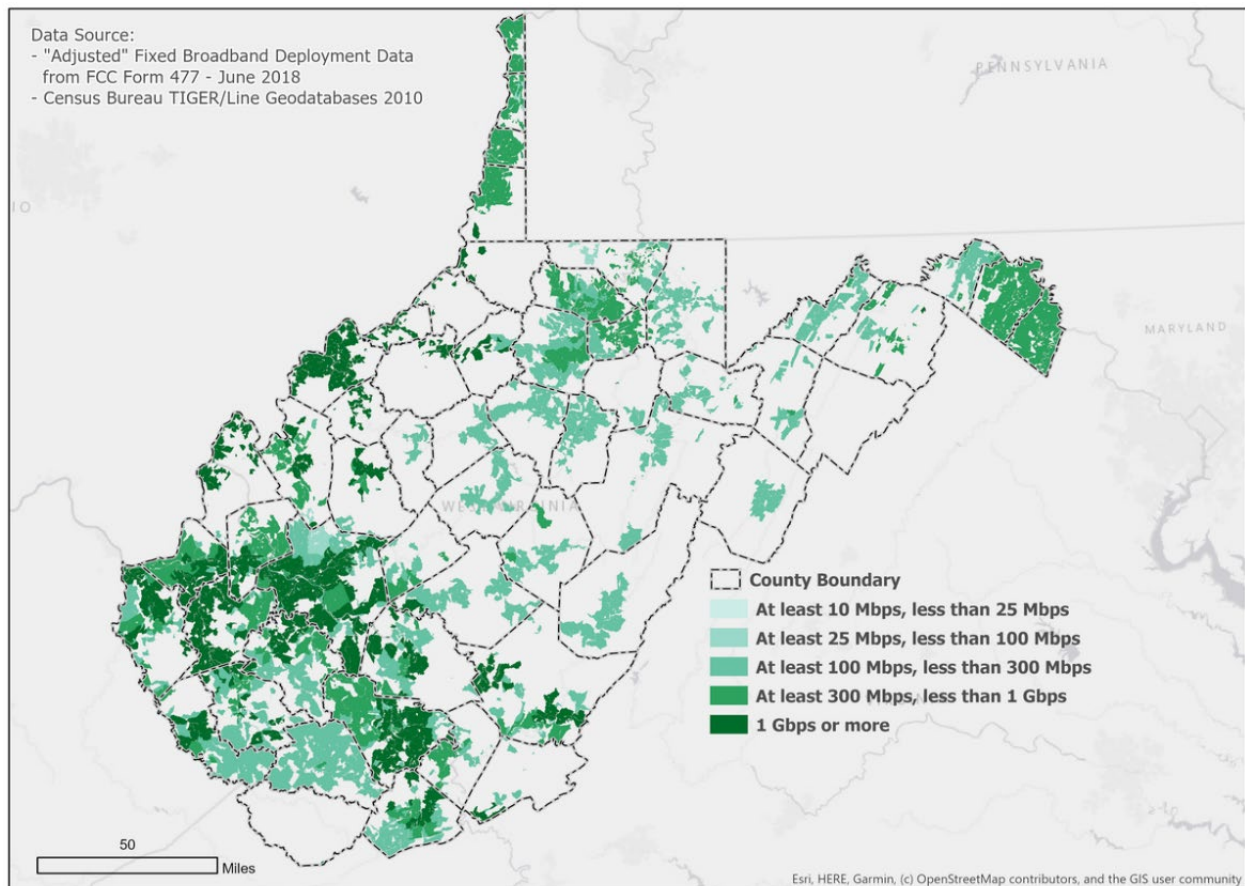 Data Source:
- "Adjusted" Fixed Broadband Deployment Data
from FCC Form 477 - June 2018
- Census Bureau TIGER/Line Geodatabases 2010
PENNSYLVANIA
IO
MARYLAND
WEST VIRGINIA
County Boundary
At least 10 Mbps, less than 25 Mbps
At least 25 Mbps, less than 100 Mbps
At least 100 Mbps, less than 300 Mbps
At least 300 Mbps, less than 1 Gbps
1 Gbps or more
50
Miles
Esri, HERE, Garmin, (c) OpenStreetMap contributors, and the GIS user community